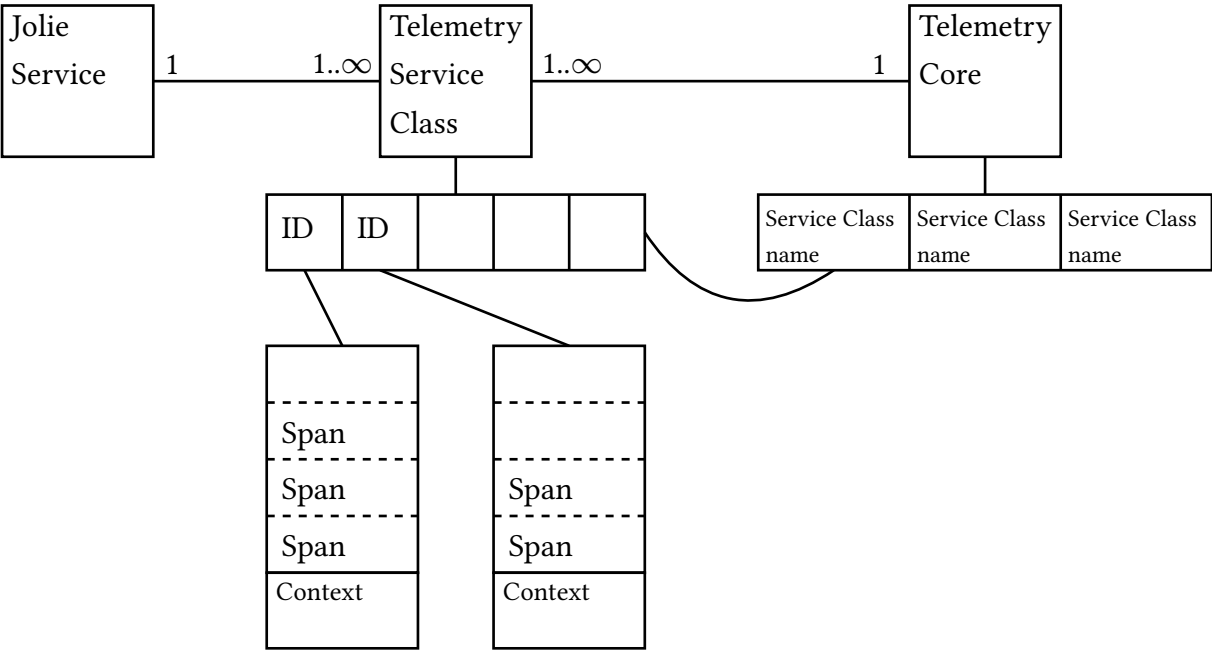 Jolie
Service
1
1..∞
Telemetry
Service
Class
1..∞
1
Telemetry
Core
ID
ID
Service Class
name
Service Class
name
Service Class
name
Span
Span
Span
Context
Span
Span
Context